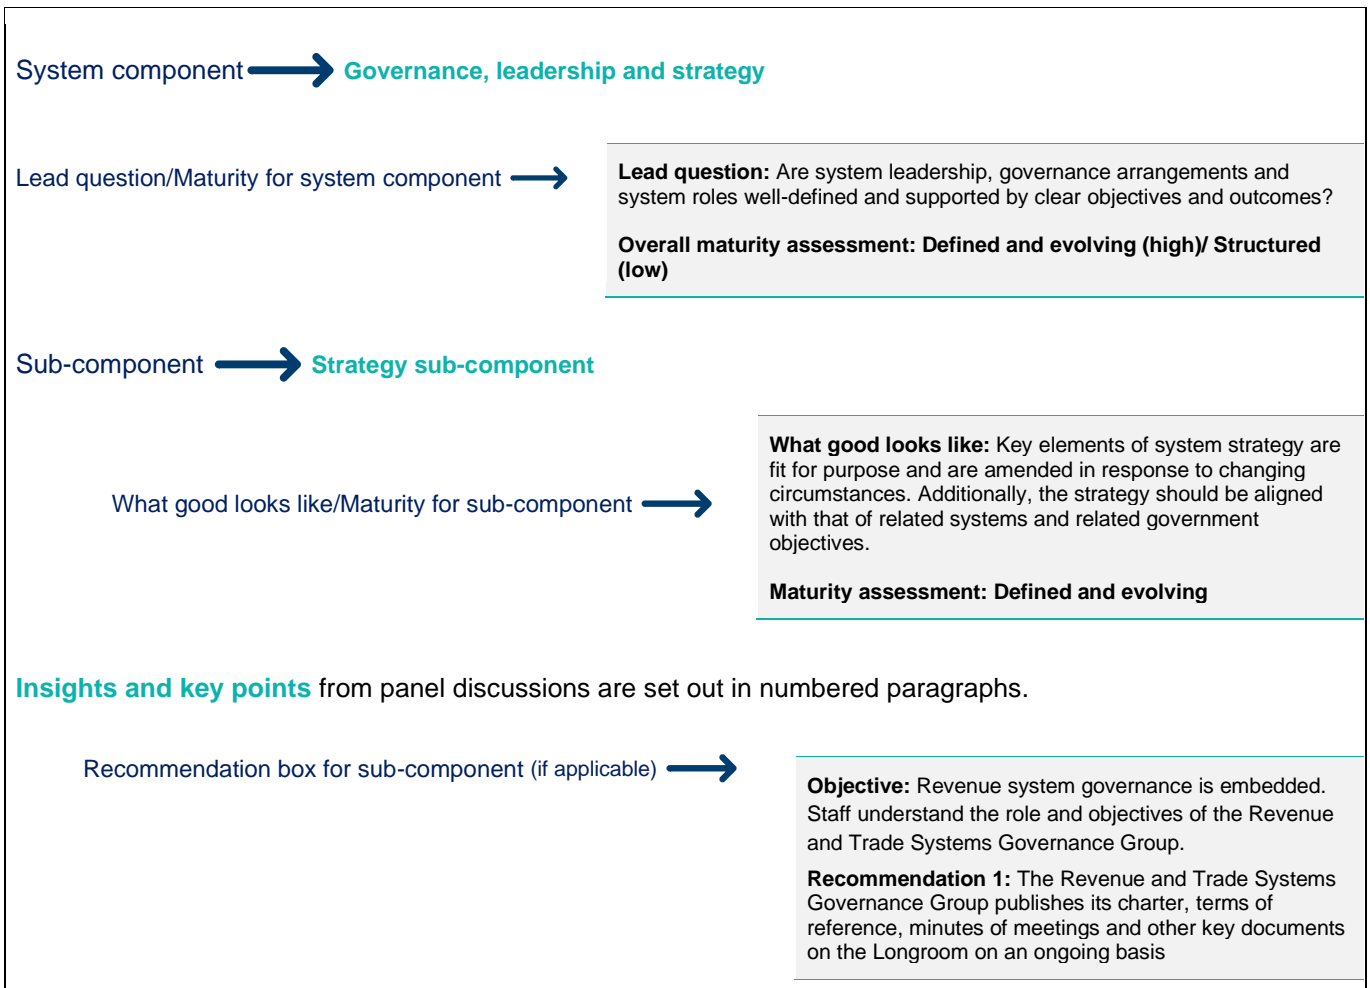 System component
Governance, leadership and strategy
Lead question/Maturity for system component
Lead question: Are system leadership, governance arrangements and
system roles well-defined and supported by clear objectives and outcomes?
Overall maturity assessment: Defined and evolving (high)/ Structured
(low)
Sub-component
Strategy sub-component
What good looks like/Maturity for sub-component
What good looks like: Key elements of system strategy are
fit for purpose and are amended in response to changing
circumstances. Additionally, the strategy should be aligned
with that of related systems and related government
objectives.
Maturity assessment: Defined and evolving
Insights and key points from panel discussions are set out in numbered paragraphs.
Recommendation box for sub-component (if applicable)
Objective: Revenue system governance is embedded.
Staff understand the role and objectives of the Revenue
and Trade Systems Governance Group.
Recommendation 1: The Revenue and Trade Systems
Governance Group publishes its charter, terms of
reference, minutes of meetings and other key documents
on the Longroom on an ongoing basis